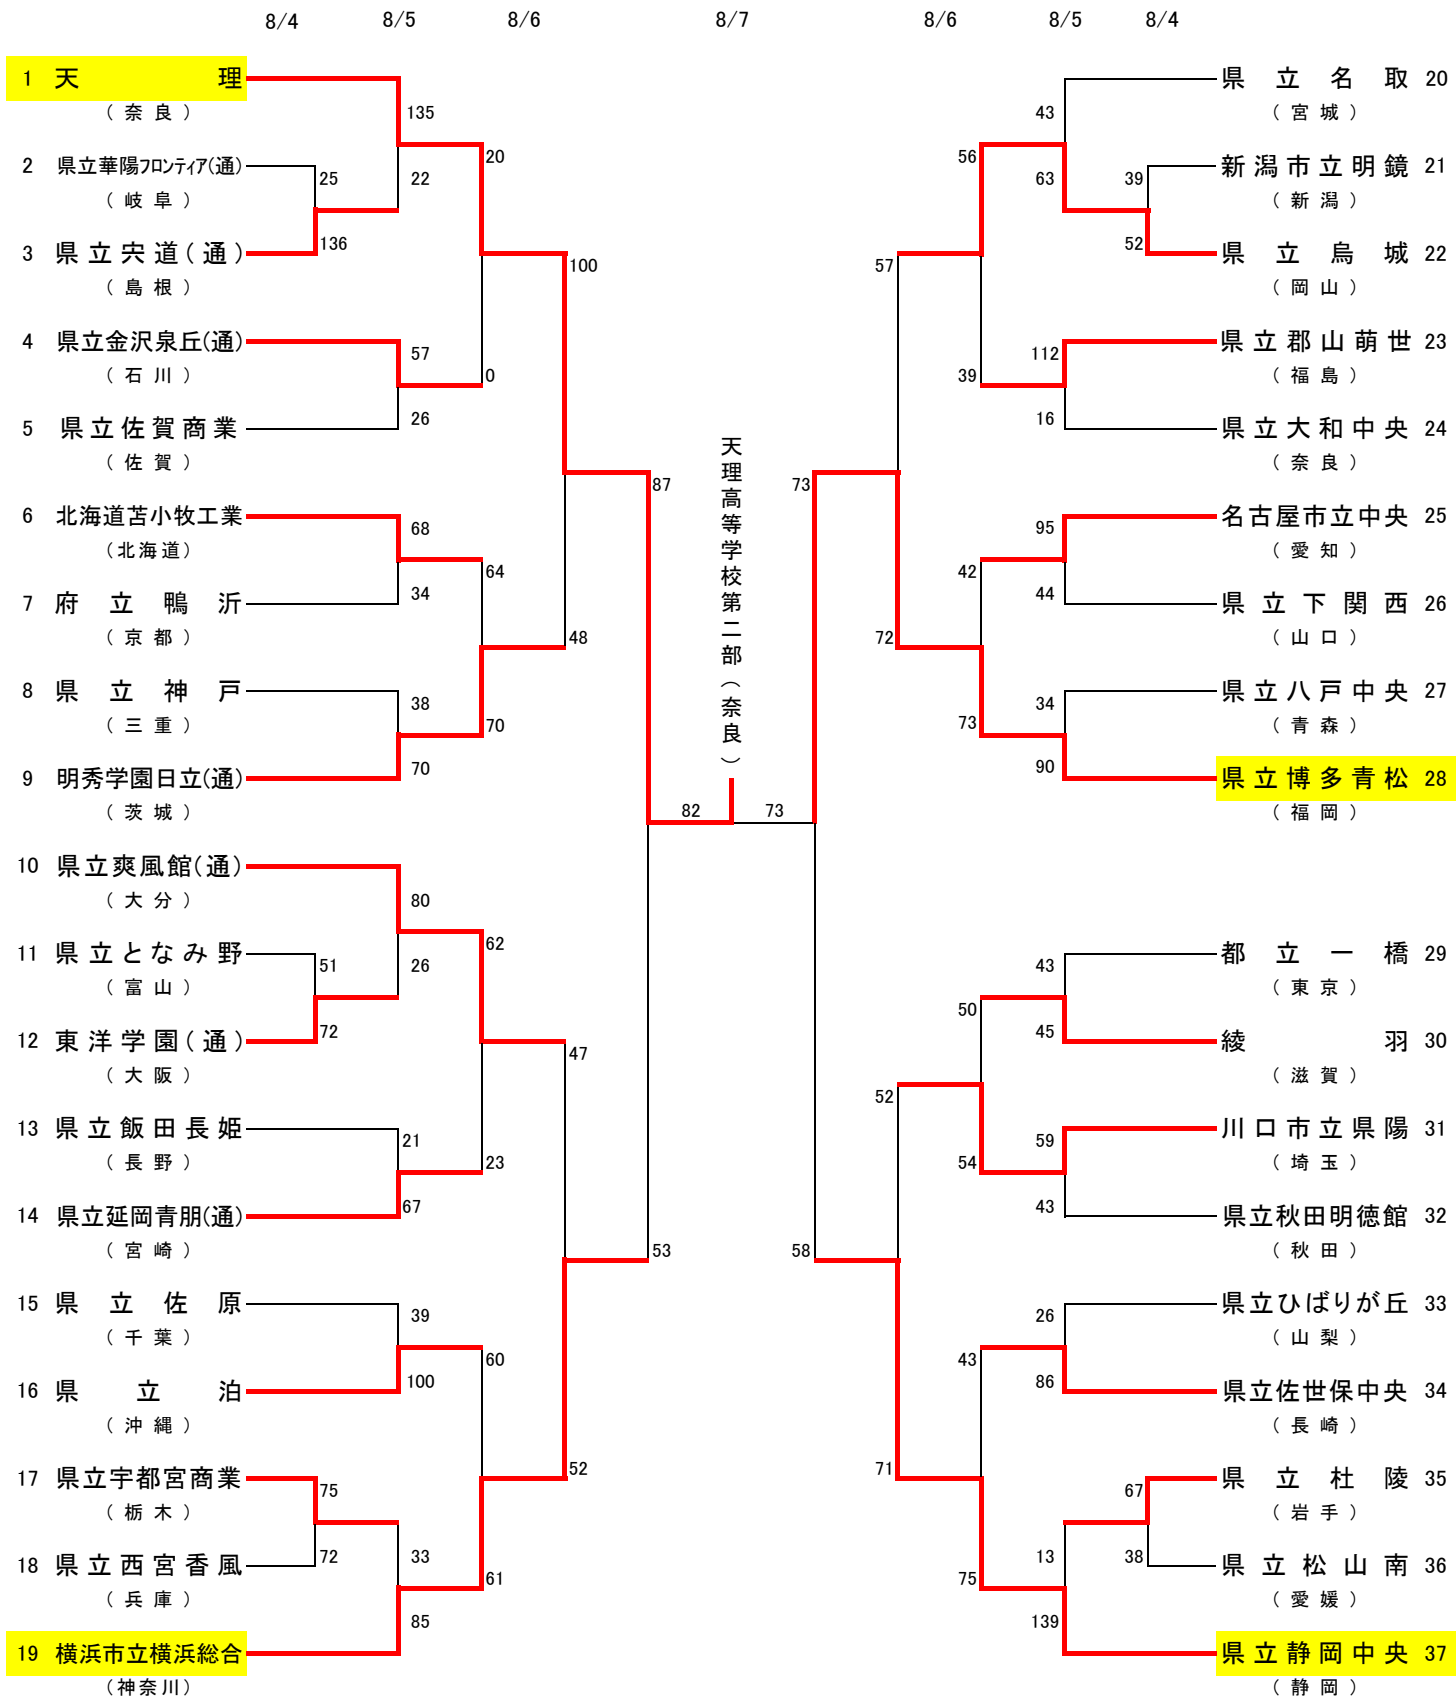 8/4 8/5 8/6 8/7 8/6 8/5 8/4
1 天理
(奈良)
135
2 県立華陽フロンティア(通)
(岐阜)
25
22
20
3 県立宍道(通)
(島根)
136
100
4 県立金沢泉丘(通)
(石川)
57
0
5 県立佐賀商業
(佐賀)
26
87
6 北海道苫小牧工業
(北海道)
68
64
7 府立鴨沂
(京都)
34
48
8 県立神戸
(三重)
38
70
9 明秀学園日立(通)
(茨城)
70
10 県立爽風館(通)
(大分)
80
62
11 県立となみ野
(富山)
51
26
12 東洋学園(通)
(大阪)
72
47
13 県立飯田長姫
(長野)
21
23
14 県立延岡青朋(通)
(宮崎)
67
53
15 県立佐原
(千葉)
39
60
16 県立泊
(沖縄)
100
52
17 県立宇都宮商業
(栃木)
75
18 県立西宮香風
(兵庫)
72
33
61
19 横浜市立横浜総合
(神奈川)
85
天理高等学校第二部(奈良)
82 73
県立名取 20
(宮城)
43
56
新潟市立明鏡 21
(新潟)
39
63
県立烏城 22
(岡山)
52
57
県立郡山萌世 23
(福島)
112
39
県立大和中央 24
(奈良)
16
73
名古屋市立中央 25
(愛知)
95
42
県立下関西 26
(山口)
44
72
県立八戸中央 27
(青森)
34
73
県立博多青松 28
(福岡)
90
都立一橋 29
(東京)
43
50
綾羽 30
(滋賀)
45
52
川口市立県陽 31
(埼玉)
59
54
県立秋田明徳館 32
(秋田)
43
58
県立ひばりが丘 33
(山梨)
26
43
県立佐世保中央 34
(長崎)
86
71
県立杜陵 35
(岩手)
67
県立松山南 36
(愛媛)
38
13
75
県立静岡中央 37
(静岡)
139